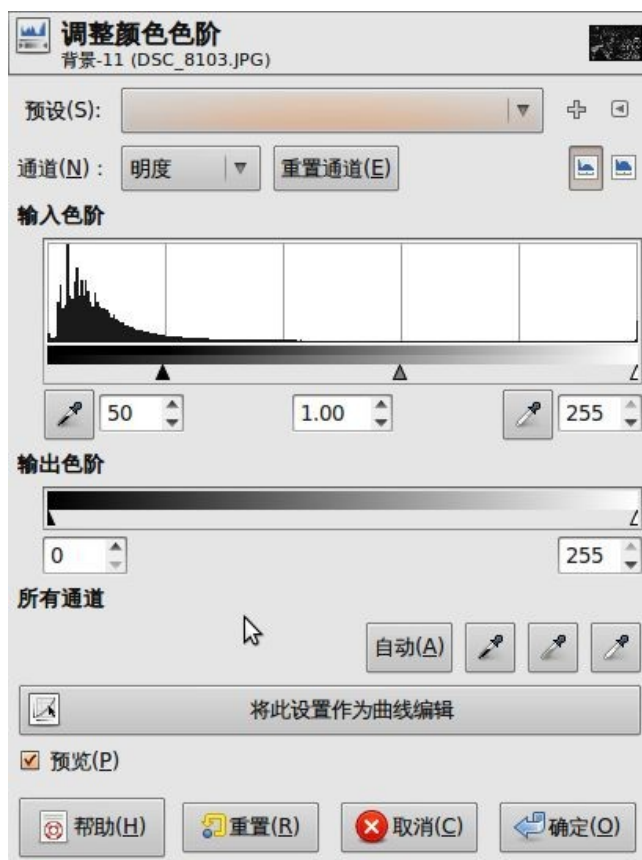 调整颜色色阶
背景-11 (DSC_8103.JPG)
预设(S):
通道(N)： 明度 重置通道(E)
输入色阶
50 1.00 255
输出色阶
0 255
所有通道
自动(A)
将此设置作为曲线编辑
预览(P)
帮助(H) 重置(R) 取消(C) 确定(O)